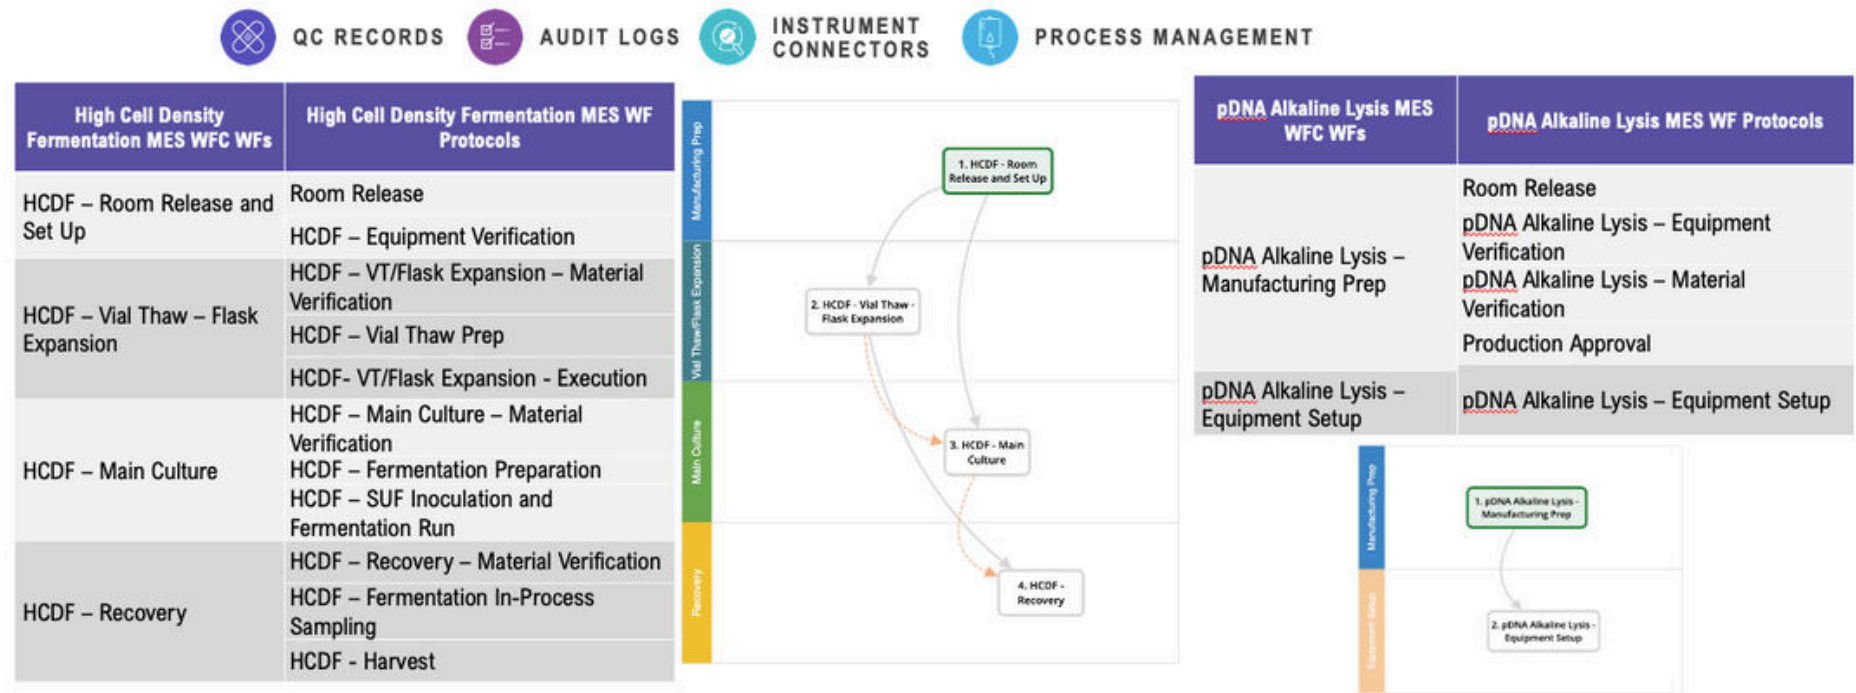 QC RECORDS
AUDIT LOGS
INSTRUMENT
CONNECTORS
PROCESS MANAGEMENT
High Cell Density
Fermentation MES WFC WFs
High Cell Density Fermentation MES WF
Protocols
HCDF – Room Release and
Set Up
Room Release
HCDF – Equipment Verification
HCDF – Vial Thaw – Flask
Expansion
HCDF – VT/Flask Expansion – Material
Verification
HCDF – Vial Thaw Prep
HCDF- VT/Flask Expansion - Execution
HCDF – Main Culture
HCDF – Main Culture – Material
Verification
HCDF – Fermentation Preparation
HCDF – SUF Inoculation and
Fermentation Run
HCDF – Recovery
HCDF – Recovery – Material Verification
HCDF – Fermentation In-Process
Sampling
HCDF - Harvest
Manufacturing Prep
1. HCDF - Room
Release and Set Up
Vial Thaw/Flask Expansion
2. HCDF - Vial Thaw -
Flask Expansion
Main Culture
3. HCDF - Main
Culture
Recovery
4. HCDF -
Recovery
pDNA Alkaline Lysis MES
WFC WFs
pDNA Alkaline Lysis MES WF Protocols
pDNA Alkaline Lysis –
Manufacturing Prep
Room Release
pDNA Alkaline Lysis – Equipment
Verification
pDNA Alkaline Lysis – Material
Verification
Production Approval
pDNA Alkaline Lysis –
Equipment Setup
pDNA Alkaline Lysis – Equipment Setup
Manufacturing Prep
1. pDNA Alkaline Lysis -
Manufacturing Prep
Equipment Setup
2. pDNA Alkaline Lysis -
Equipment Setup